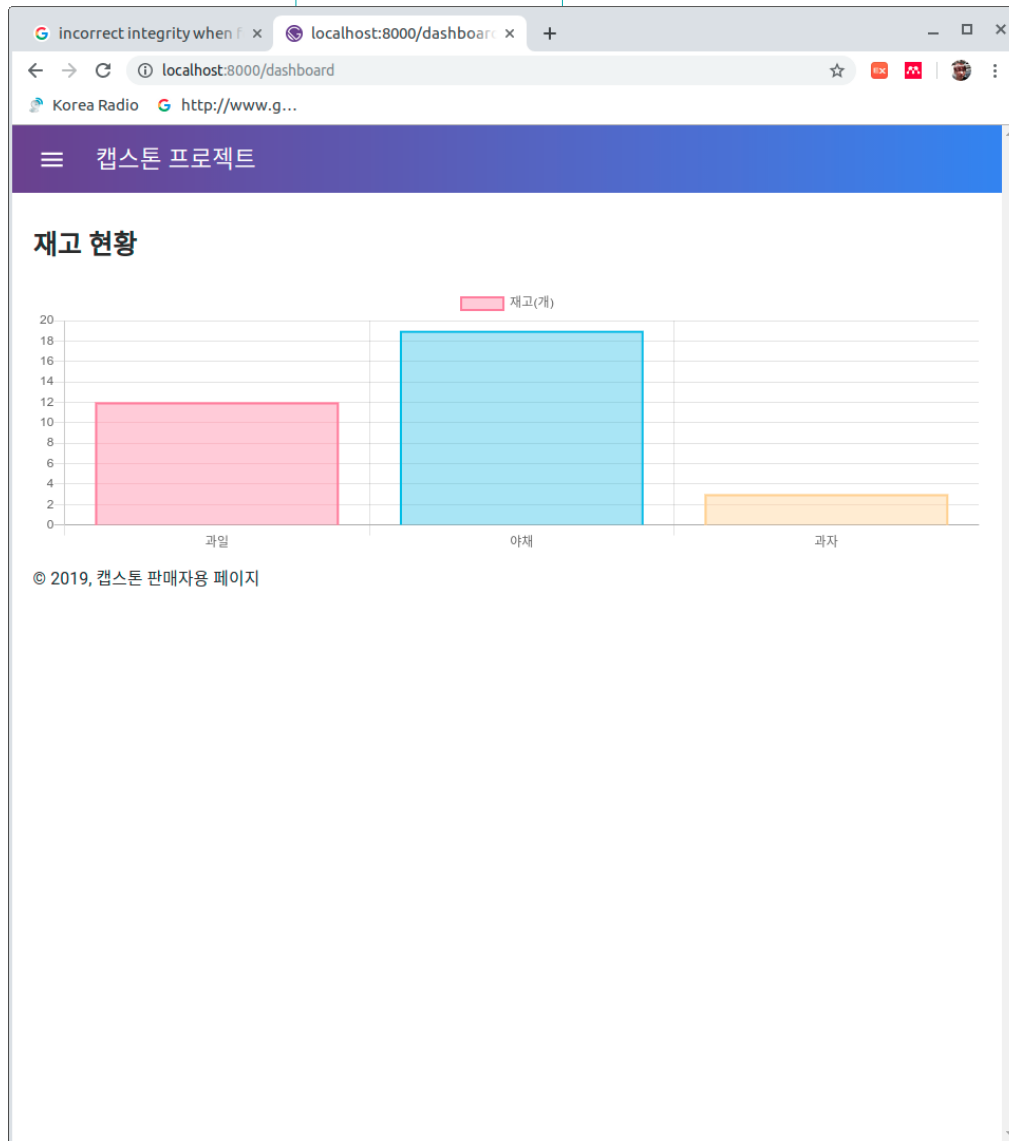 incorrect integrity when f
localhost:8000/dashboard
localhost:8000/dashboard
Korea Radio
http://www.g...
캡스톤 프로젝트
재고 현황
재고(개)
20
18
16
14
12
10
8
6
4
2
0
과일 야채 과자
© 2019, 캡스톤 판매자용 페이지